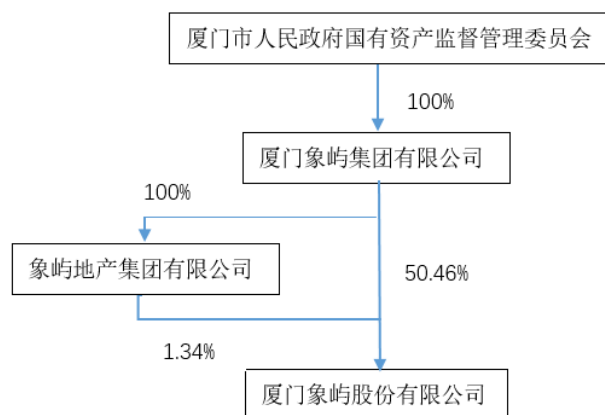 厦门市人民政府国有资产监督管理委员会
100%
厦门象屿集团有限公司
100%
象屿地产集团有限公司
50.46%
1.34%
厦门象屿股份有限公司